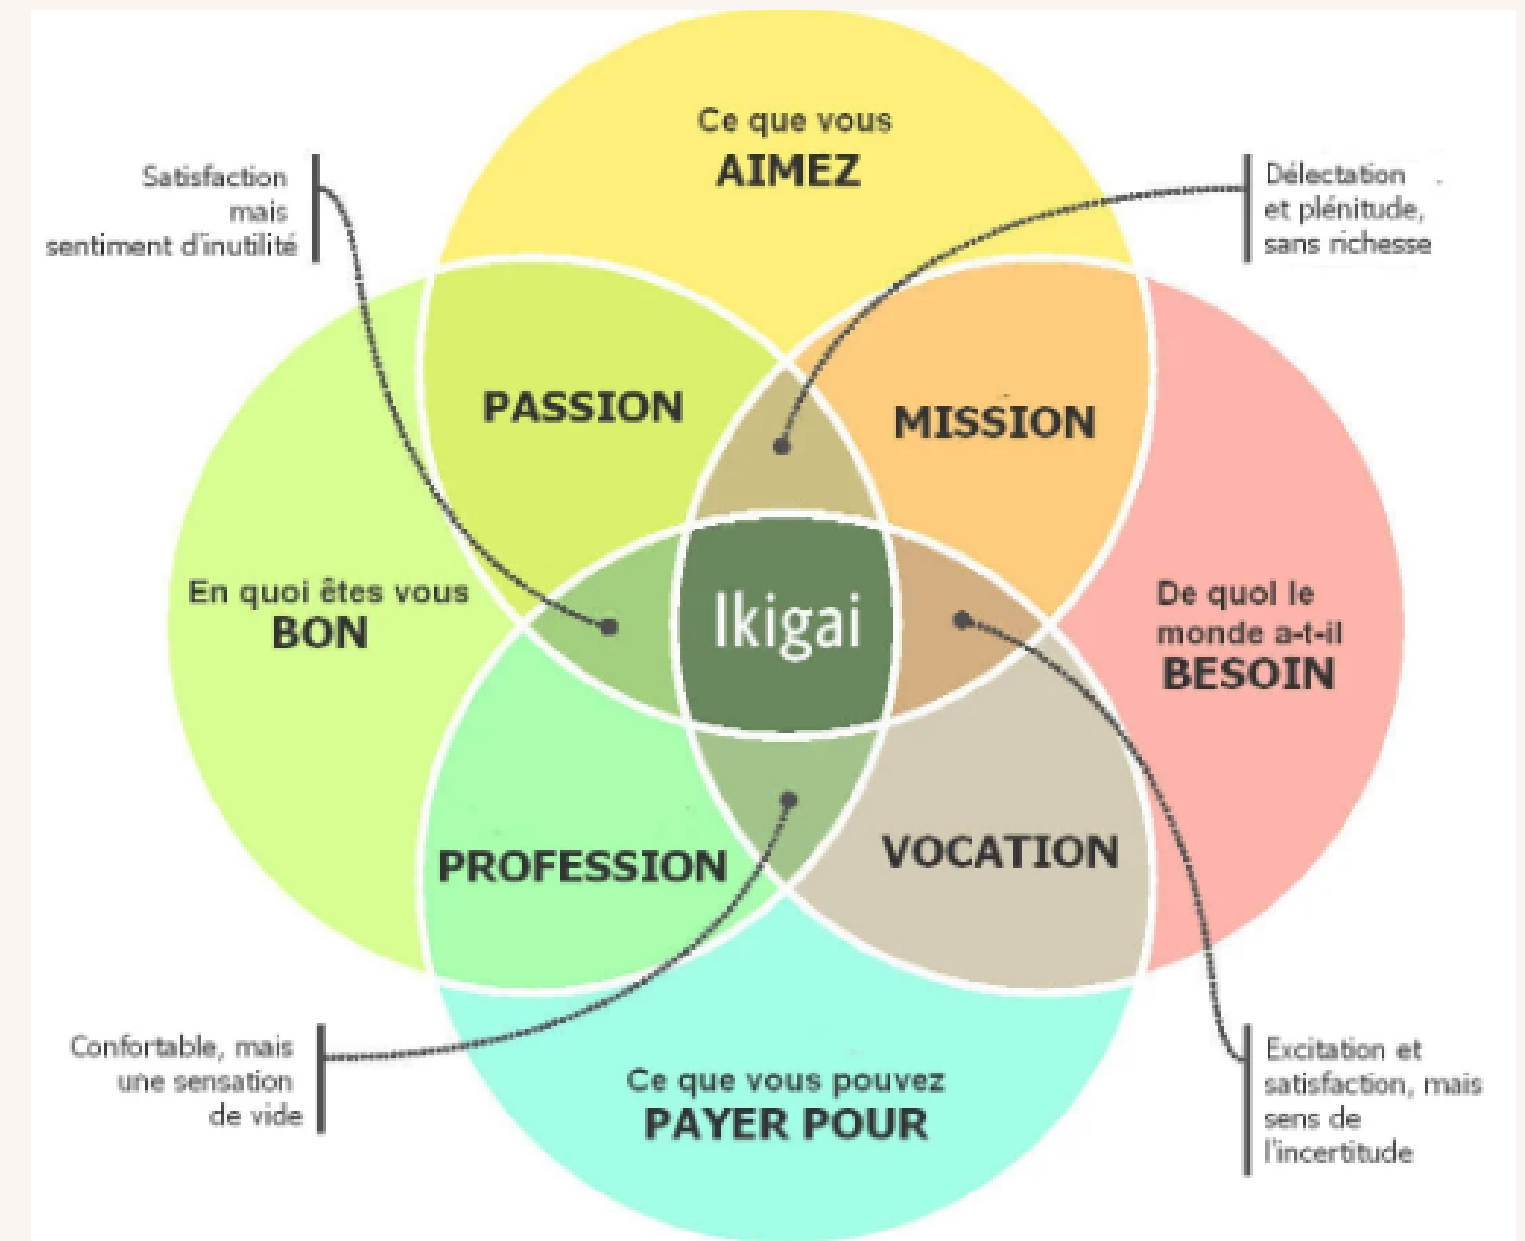 Ce que vous
AIMEZ
Satisfaction
mais
sentiment d'inutilité
Délectation
et plénitude,
sans richesse
PASSION
MISSION
En quoi êtes vous
BON
Ikigai
De quoI le
monde a-t-il
BESOIN
PROFESSION
VOCATION
Confortable, mais
une sensation
de vide
Ce que vous pouvez
PAYER POUR
Excitation et
satisfaction, mais
sens de
l'incertitude